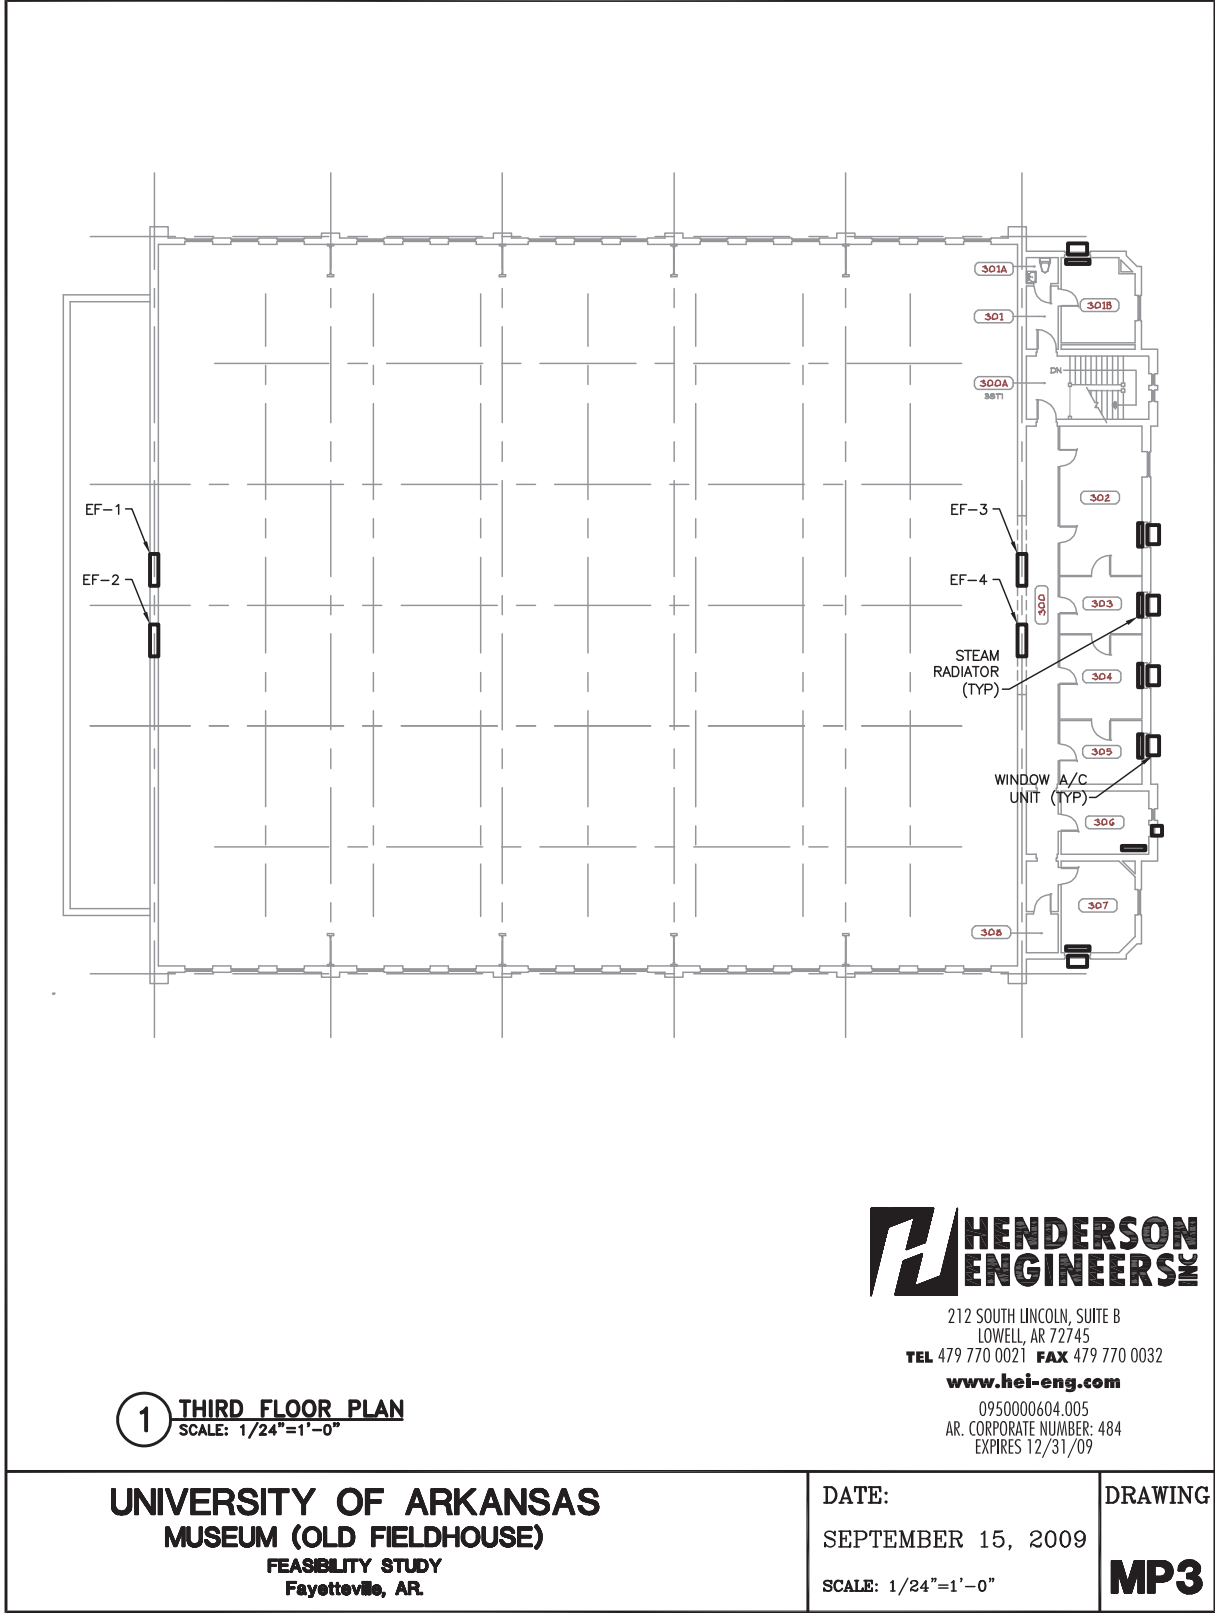 301A
301B
301
DN
300A
3BT1
302
EF-1
EF-3
EF-2
EF-4
300
303
STEAM
RADIATOR
(TYP)
304
305
WINDOW A/C
UNIT (TYP)
306
307
308
HENDERSON
ENGINEERS INC
212 SOUTH LINCOLN, SUITE B
LOWELL, AR 72745
TEL 479 770 0021 FAX 479 770 0032
www.hei-eng.com
0950000604.005
AR. CORPORATE NUMBER: 484
EXPIRES 12/31/09
1
THIRD FLOOR PLAN
SCALE: 1/24"=1'-0"
UNIVERSITY OF ARKANSAS
MUSEUM (OLD FIELDHOUSE)
FEASIBILITY STUDY
Fayetteville, AR.
DATE:
SEPTEMBER 15, 2009
SCALE: 1/24"=1'-0"
DRAWING
MP3